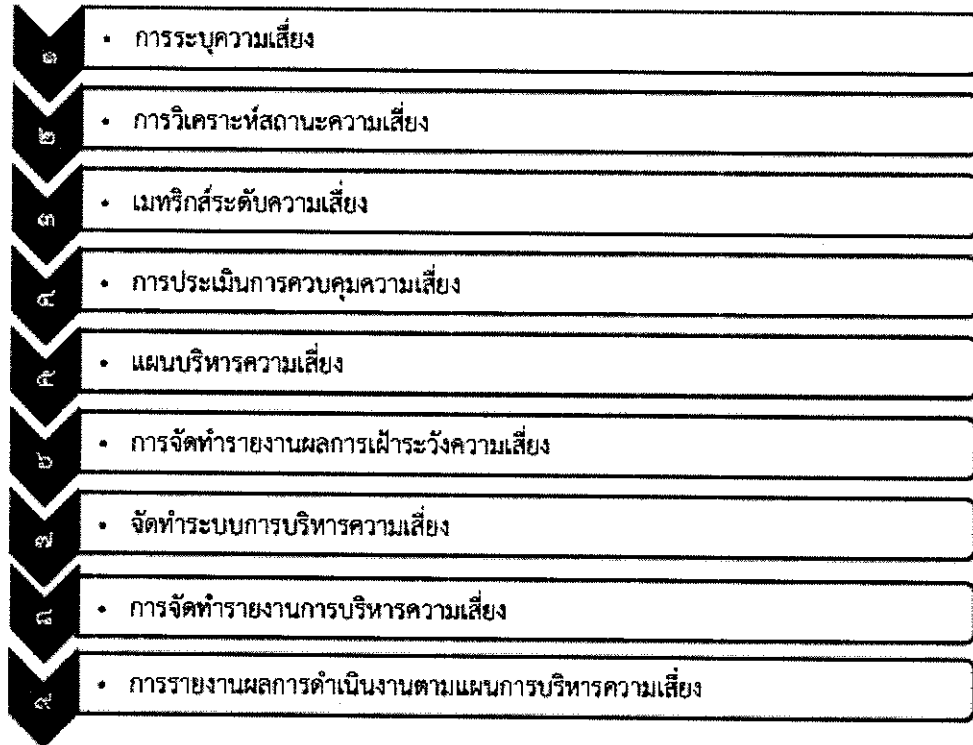 ๑ • การระบุความเสี่ยง
๒ • การวิเคราะห์สถานะความเสี่ยง
๓ • เมทริกส์ระดับความเสี่ยง
๔ • การประเมินการควบคุมความเสี่ยง
๕ • แผนบริหารความเสี่ยง
๖ • การจัดทำรายงานผลการเฝ้าระวังความเสี่ยง
๗ • จัดทำระบบการบริหารความเสี่ยง
๘ • การจัดทำรายงานการบริหารความเสี่ยง
๙ • การรายงานผลการดำเนินงานตามแผนการบริหารความเสี่ยง